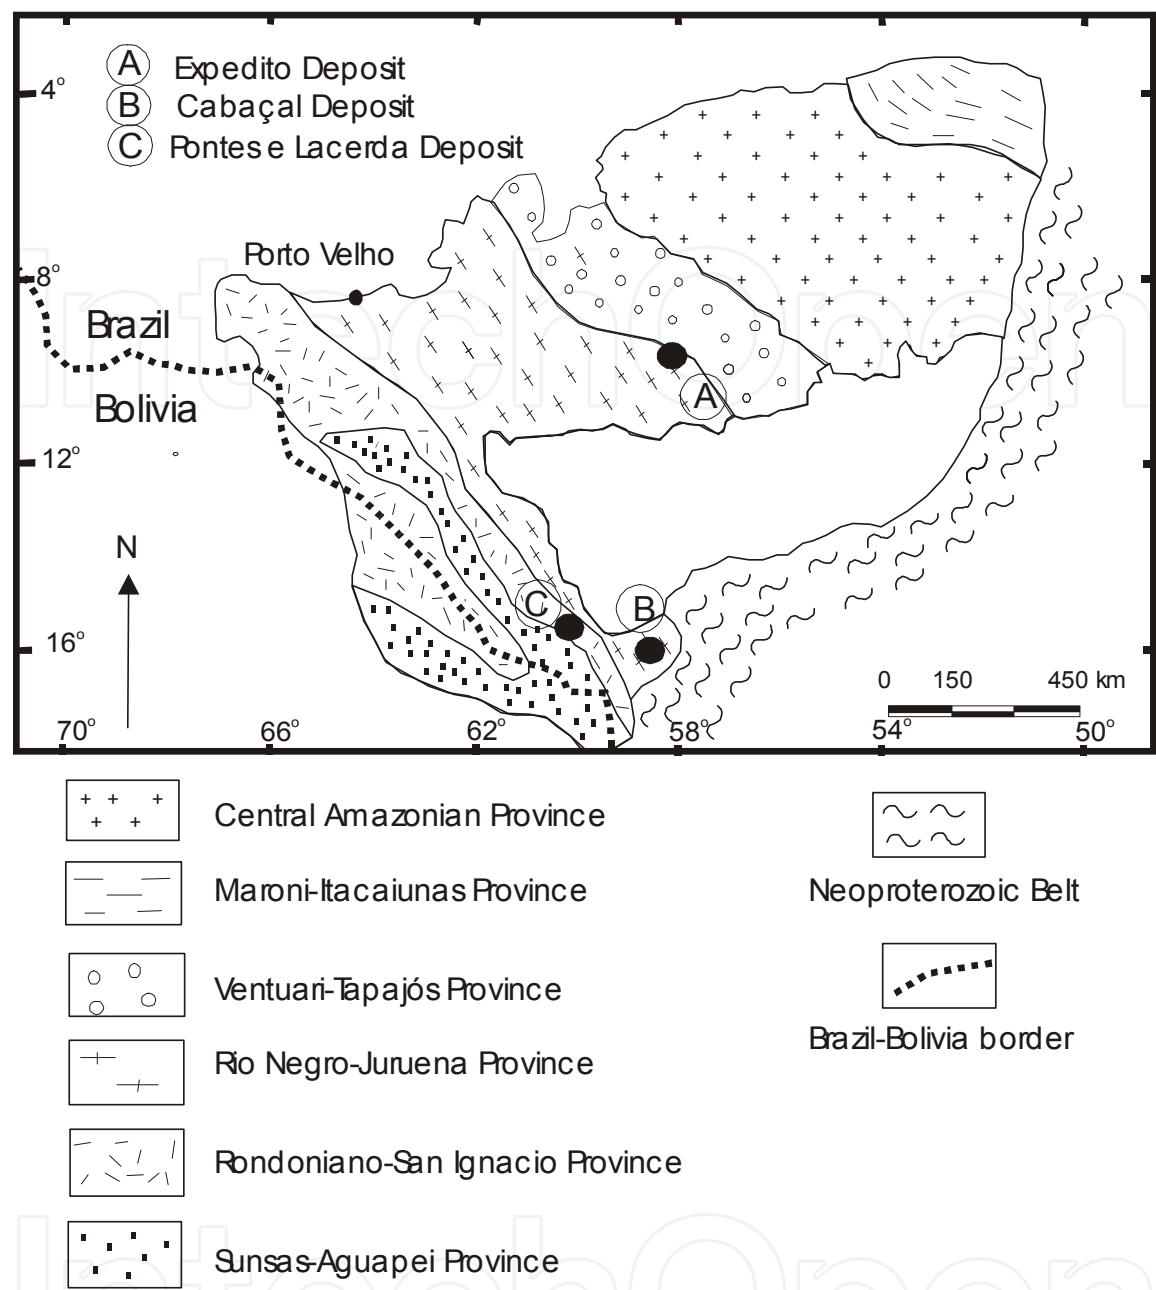 A Expedito Deposit
B Cabaçal Deposit
C Pontes e Lacerda Deposit
4°
Porto Velho
8°
Brazil
Bolivia
A
12°
N
C
B
16°
0 150 450 km
70° 66° 62° 58° 54° 50°
Central Amazonian Province
Maroni-Itacaiunas Province
Neoproterozoic Belt
Ventuari-Tapajós Province
Brazil-Bolivia border
Rio Negro-Juruena Province
Rondoniano-San Ignacio Province
Sunsas-Aguapei Province
IntechOpen
IntechOpen